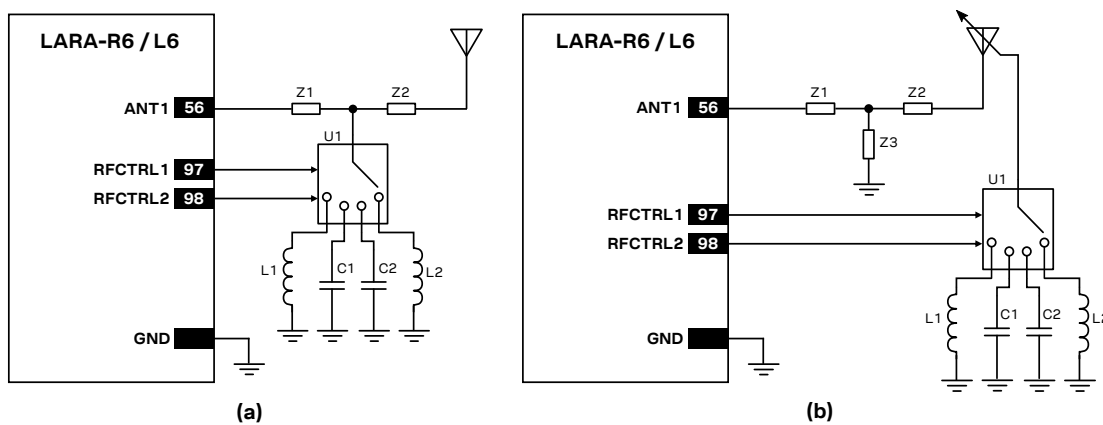 LARA-R6 / L6
ANT1 56
Z1 Z2
U1
RFCTRL1 97
RFCTRL2 98
L1 C1 C2 L2
GND
(a)
LARA-R6 / L6
ANT1 56
Z1 Z2
Z3
U1
RFCTRL1 97
RFCTRL2 98
L1 C1 C2 L2
GND
(b)